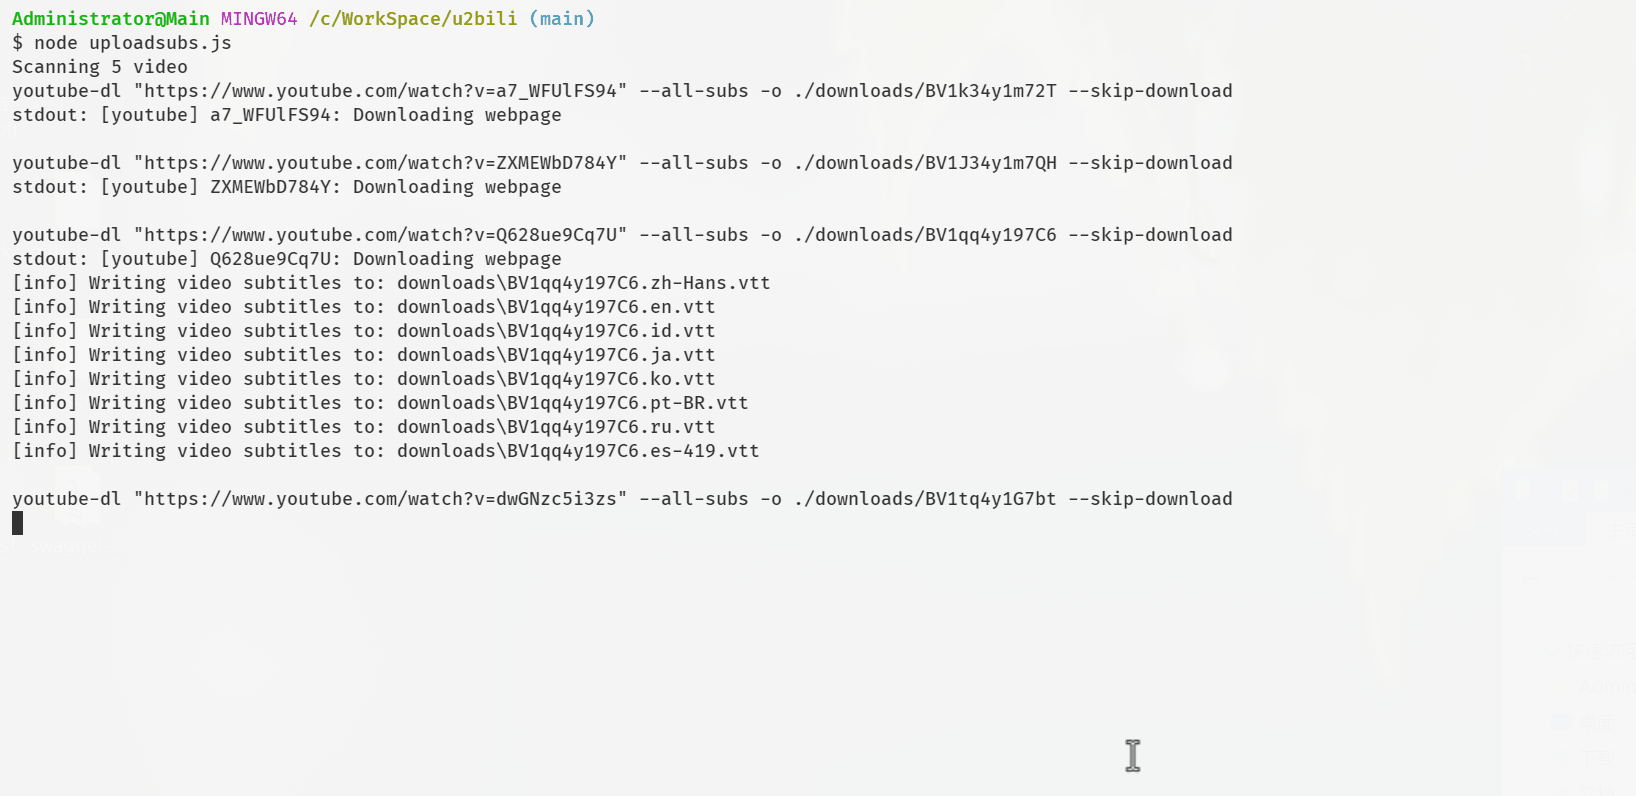 Administrator@Main MINGW64 /c/WorkSpace/u2bili (main)
$ node uploadsubs.js
Scanning 5 video
youtube-dl "https://www.youtube.com/watch?v=a7_WFUlFS94" --all-subs -o ./downloads/BV1k34y1m72T --skip-download
stdout: [youtube] a7_WFUlFS94: Downloading webpage
youtube-dl "https://www.youtube.com/watch?v=ZXMEWbD784Y" --all-subs -o ./downloads/BV1J34y1m7QH --skip-download
stdout: [youtube] ZXMEWbD784Y: Downloading webpage
youtube-dl "https://www.youtube.com/watch?v=Q628ue9Cq7U" --all-subs -o ./downloads/BV1qq4y197C6 --skip-download
stdout: [youtube] Q628ue9Cq7U: Downloading webpage
[info] Writing video subtitles to: downloads\BV1qq4y197C6.zh-Hans.vtt
[info] Writing video subtitles to: downloads\BV1qq4y197C6.en.vtt
[info] Writing video subtitles to: downloads\BV1qq4y197C6.id.vtt
[info] Writing video subtitles to: downloads\BV1qq4y197C6.ja.vtt
[info] Writing video subtitles to: downloads\BV1qq4y197C6.ko.vtt
[info] Writing video subtitles to: downloads\BV1qq4y197C6.pt-BR.vtt
[info] Writing video subtitles to: downloads\BV1qq4y197C6.ru.vtt
[info] Writing video subtitles to: downloads\BV1qq4y197C6.es-419.vtt
youtube-dl "https://www.youtube.com/watch?v=dwGNzc5i3zs" --all-subs -o ./downloads/BV1tq4y1G7bt --skip-download